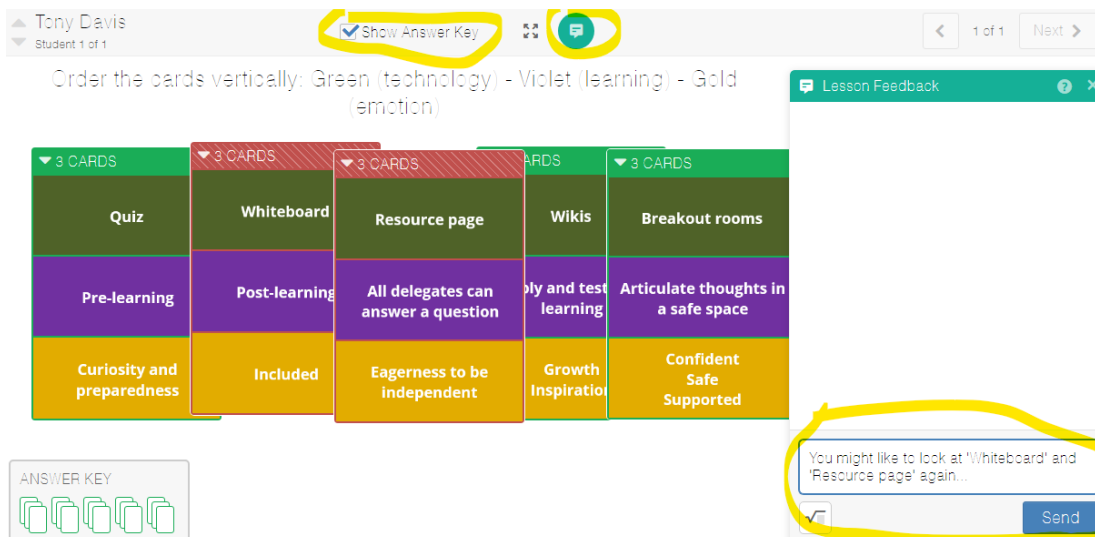 Tony Davis
Student 1 of 1
Show Answer Key
1 of 1
Next
Order the cards vertically: Green (technology) - Violet (learning) - Gold
(emotion)
Lesson Feedback
3 CARDS
Quiz
Pre-learning
Curiosity and
preparedness
3 CARDS
Whiteboard
Post-learning
Included
3 CARDS
Resource page
All delegates can
answer a question
Eagerness to be
independent
Wikis
and test
learning
Growth
3 CARDS
Breakout rooms
Articulate thoughts in
a safe space
Confident
Safe
Supported
ANSWER KEY
You might like to look at 'Whiteboard' and
'Resource page' again...
Send